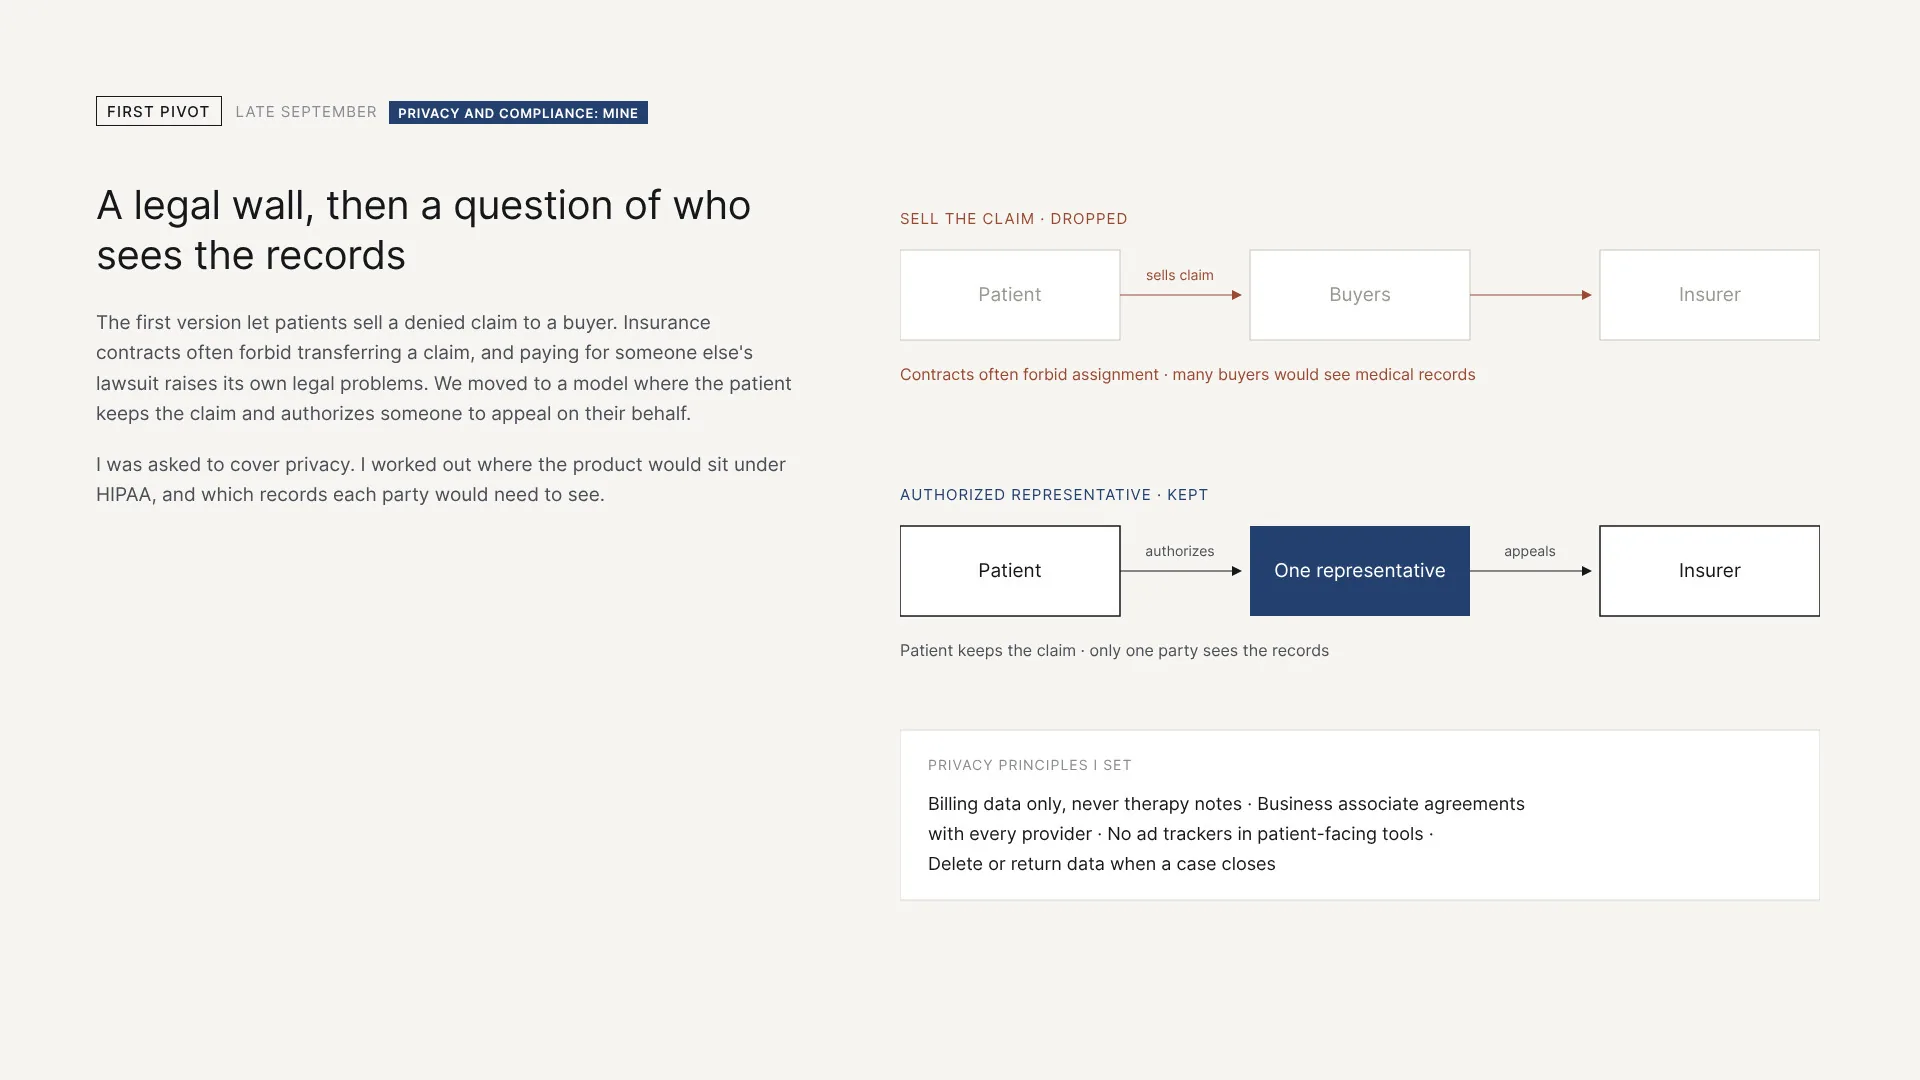 FIRST PIVOT LATE SEPTEMBER PRIVACY AND COMPLIANCE: MINE
A legal wall, then a question of who
sees the records
The first version let patients sell a denied claim to a buyer. Insurance
contracts often forbid transferring a claim, and paying for someone else's
lawsuit raises its own legal problems. We moved to a model where the patient
keeps the claim and authorizes someone to appeal on their behalf.
I was asked to cover privacy. I worked out where the product would sit under
HIPAA, and which records each party would need to see.
SELL THE CLAIM · DROPPED
Patient
sells claim
Buyers
Insurer
Contracts often forbid assignment · many buyers would see medical records
AUTHORIZED REPRESENTATIVE · KEPT
Patient
authorizes
One representative
appeals
Insurer
Patient keeps the claim · only one party sees the records
PRIVACY PRINCIPLES I SET
Billing data only, never therapy notes · Business associate agreements
with every provider · No ad trackers in patient-facing tools ·
Delete or return data when a case closes